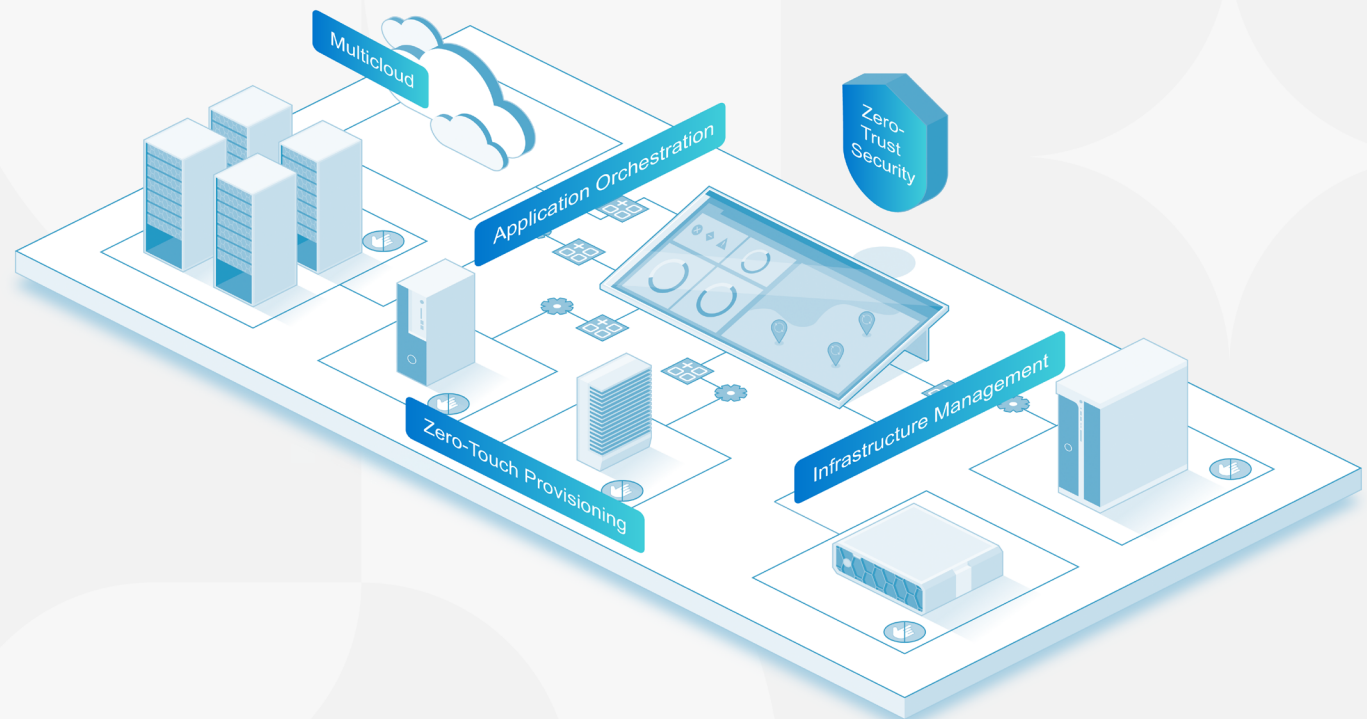 Multicloud
Application Orchestration
Zero-
Trust
Security
Zero-Touch Provisioning
Infrastructure Management